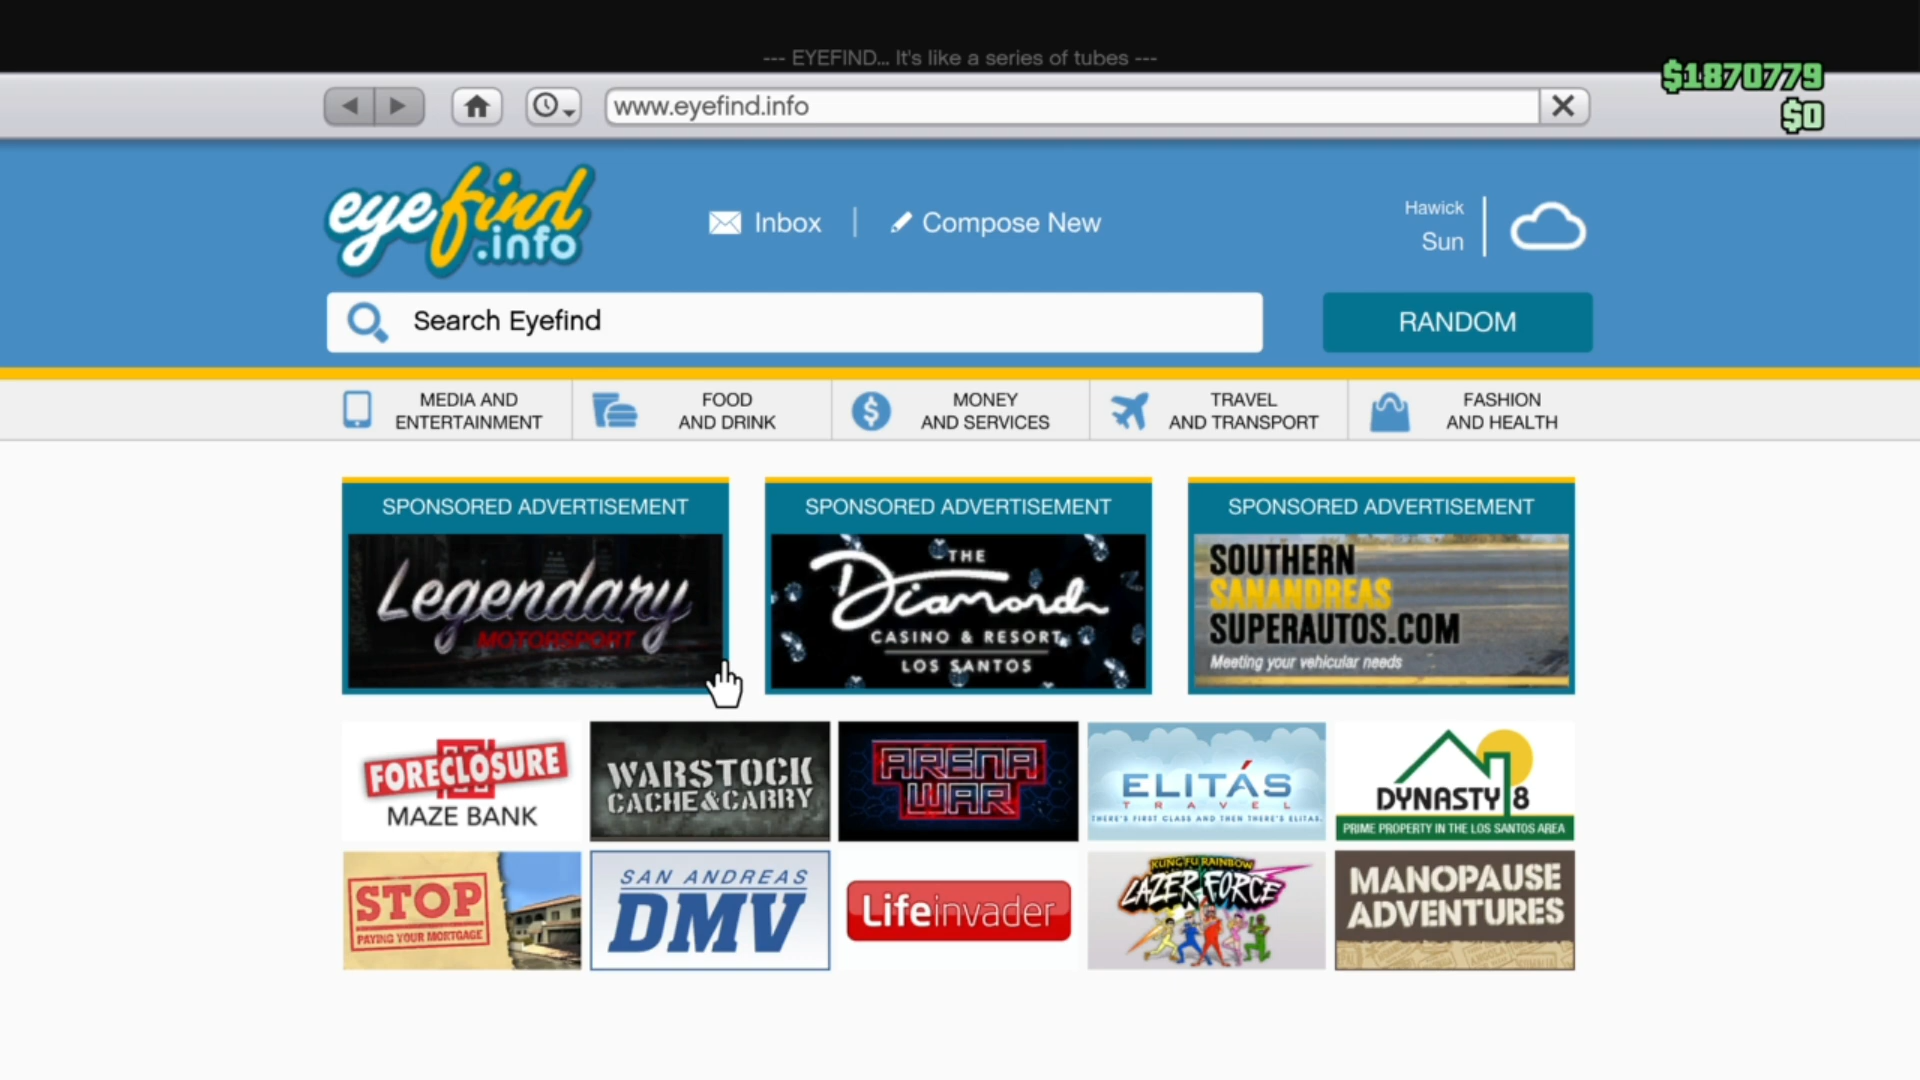 --- EYEFIND... It's like a series of tubes ---
$1870779
$0
www.eyefind.info
eyefind
.info
Inbox
Compose New
Hawick
Sun
Search Eyefind
RANDOM
MEDIA AND
ENTERTAINMENT
FOOD
AND DRINK
MONEY
AND SERVICES
TRAVEL
AND TRANSPORT
FASHION
AND HEALTH
SPONSORED ADVERTISEMENT
Legendary
MOTORSPORT
SPONSORED ADVERTISEMENT
THE
Diamond
CASINO & RESORT
LOS SANTOS
SPONSORED ADVERTISEMENT
SOUTHERN
SANANDREAS
SUPERAUTOS.COM
Meeting your vehicular needs
FORECLOSURE
MAZE BANK
WARSTOCK
CACHE&CARRY
ARENA
WAR
ELITÁS
TRAVEL
THERE'S FIRST CLASS AND THEN THERE'S ELITAS.
DYNASTY 8
PRIME PROPERTY IN THE LOS SANTOS AREA
STOP
PAYING YOUR MORTGAGE
SAN ANDREAS
DMV
Lifeinvader
KUNG FU RAINBOW
LAZER FORCE
MANOPAUSE
ADVENTURES